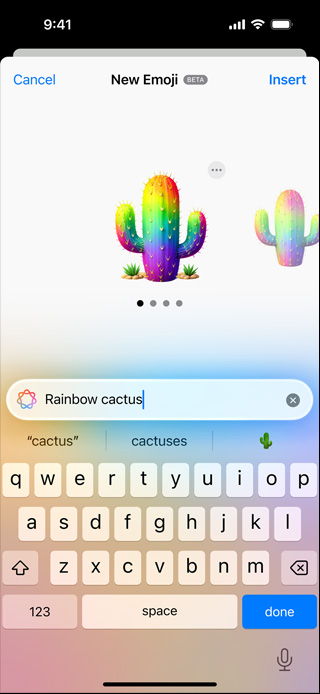 9:41
Cancel New Emoji BETA Insert
Rainbow cactus
“cactus” cactuses
q w e r t y u i o p
a s d f g h j k l
z x c v b n m
123 space done